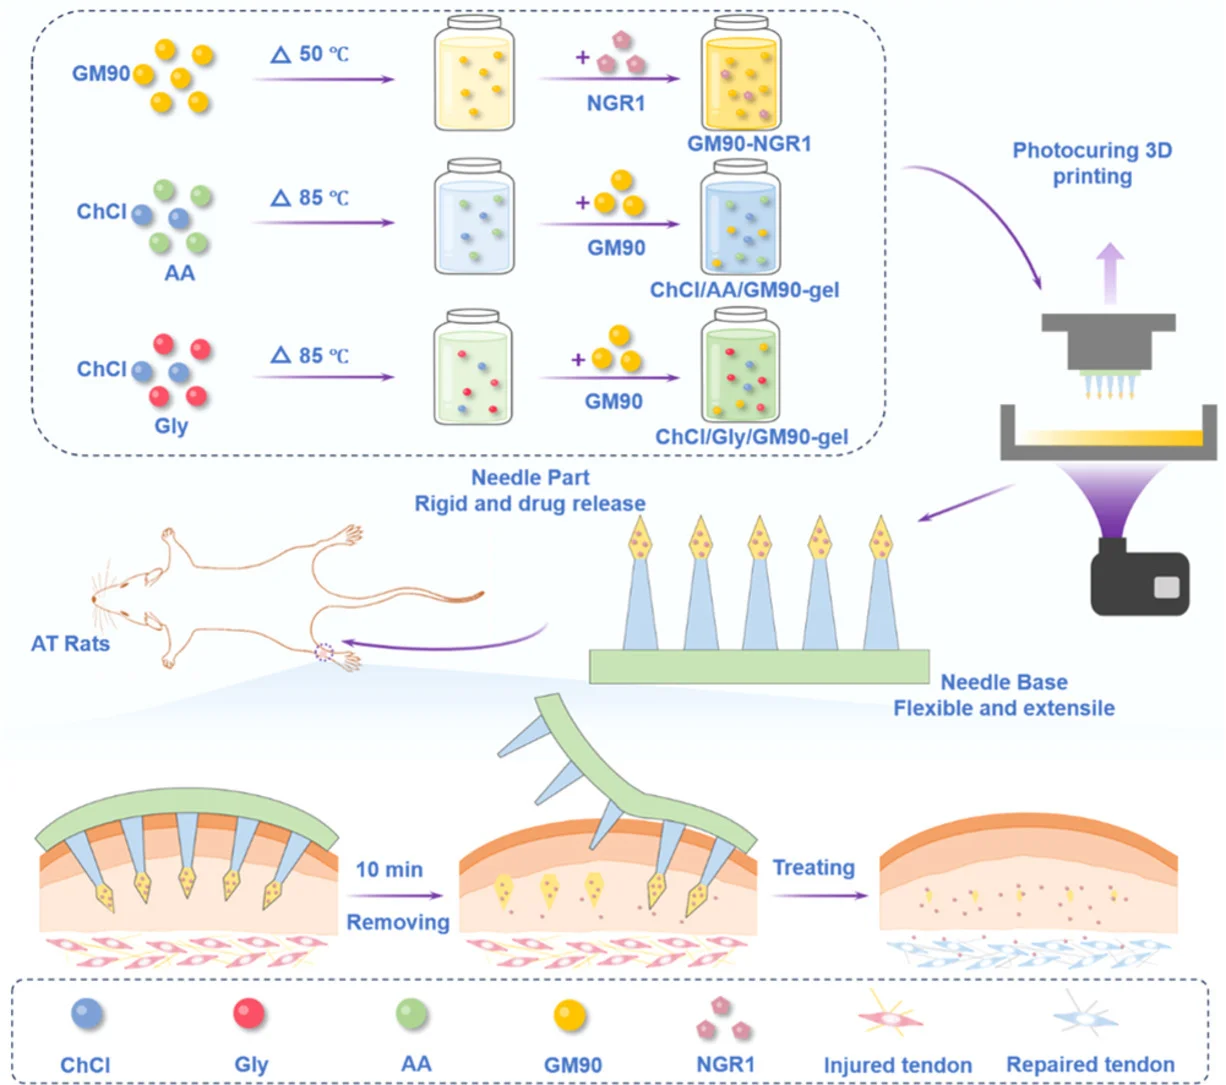 GM90
△ 50 ℃
+
NGR1
GM90-NGR1
ChCl
AA
△ 85 ℃
+
GM90
ChCl/AA/GM90-gel
ChCl
Gly
△ 85 ℃
+
GM90
ChCl/Gly/GM90-gel
Photocuring 3D
printing
Needle Part
Rigid and drug release
AT Rats
Needle Base
Flexible and extensile
10 min
Removing
Treating
ChCl
Gly
AA
GM90
NGR1
Injured tendon
Repaired tendon